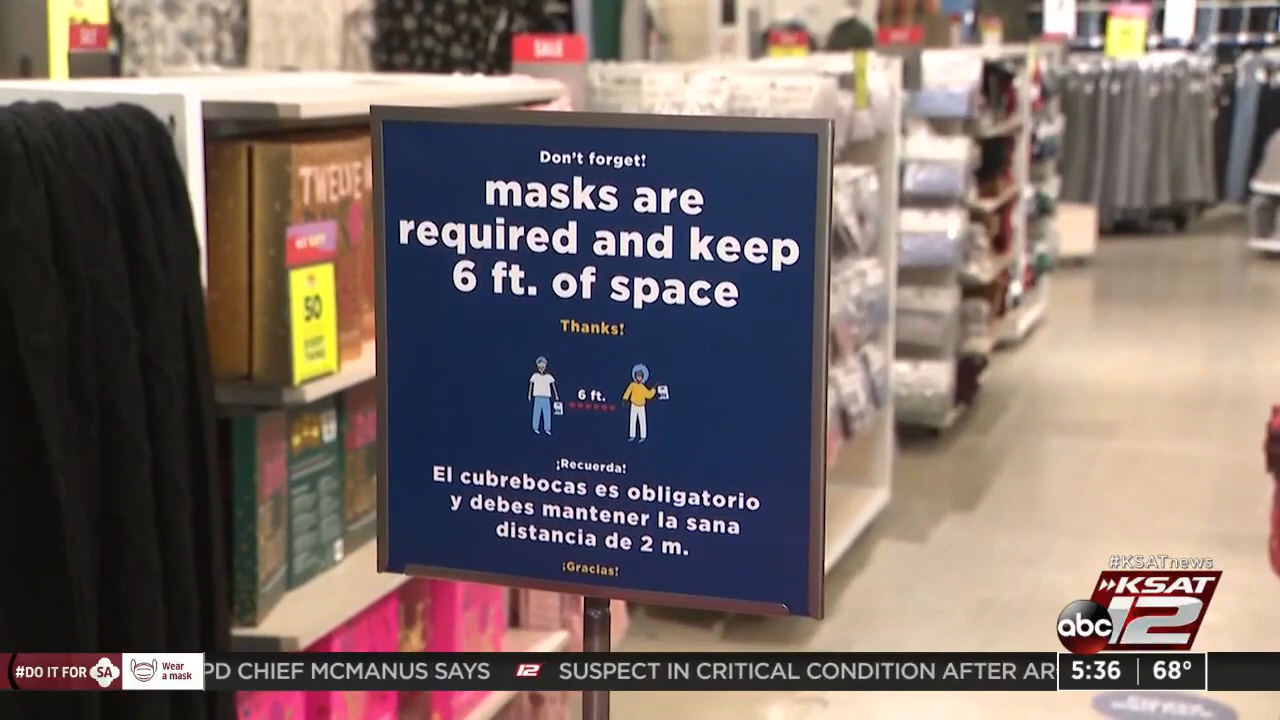 SALE
SALE
TWELVE
50
Don't forget!
masks are
required and keep
6 ft. of space
Thanks!
6 ft.
¡Recuerda!
El cubrebocas es obligatorio
y debes mantener la sana
distancia de 2 m.
¡Gracias!
#KSATnews
KSAT
abc 12
#DO IT FOR SA
Wear
a mask
PD CHIEF MCMANUS SAYS 12 SUSPECT IN CRITICAL CONDITION AFTER AR
5:36 68°